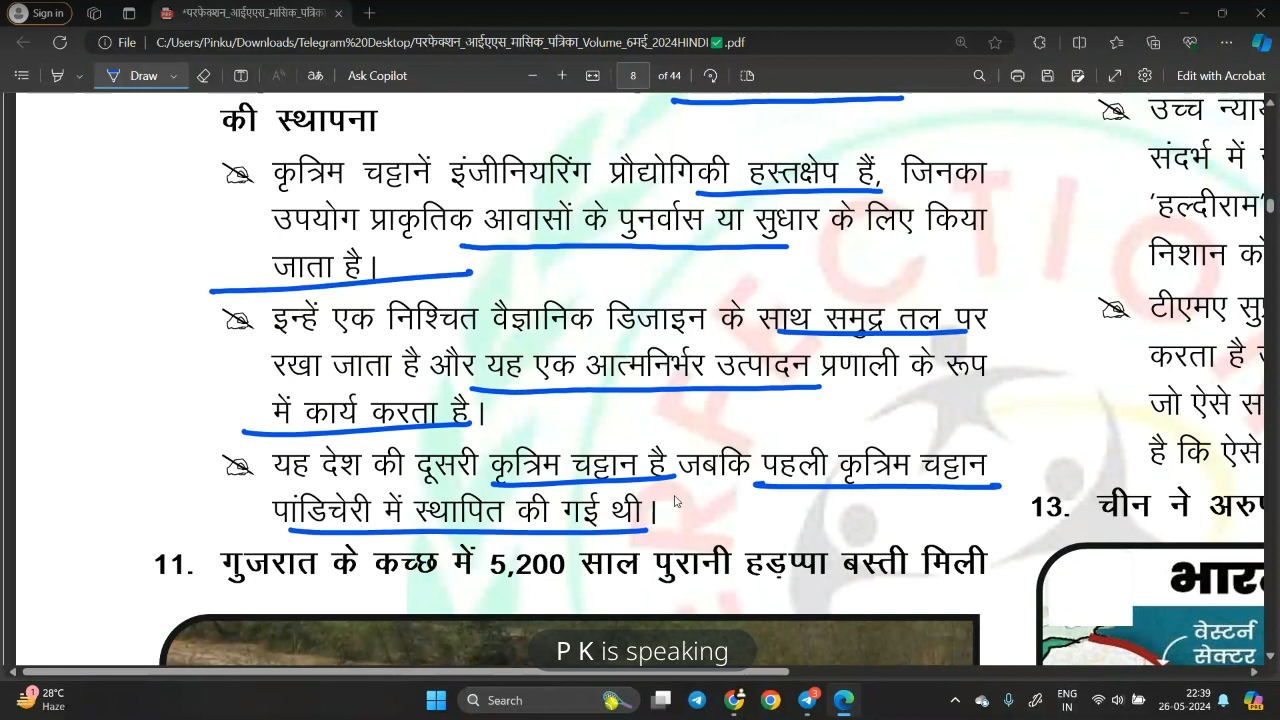 Sign in
*परफेक्शन_आईएएस_मासिक_पत्रिका
File C:/Users/Pinku/Downloads/Telegram%20Desktop/परफेक्शन_आईएएस_मासिक_पत्रिका_Volume_6मई_2024HINDI✅.pdf
Draw Ask Copilot 8 of 44 Edit with Acrobat
की स्थापना
कृत्रिम चट्टानें इंजीनियरिंग प्रौद्योगिकी हस्तक्षेप हैं, जिनका
उपयोग प्राकृतिक आवासों के पुनर्वास या सुधार के लिए किया
जाता है।
इन्हें एक निश्चित वैज्ञानिक डिजाइन के साथ समुद्र तल पर
रखा जाता है और यह एक आत्मनिर्भर उत्पादन प्रणाली के रूप
में कार्य करता है।
यह देश की दूसरी कृत्रिम चट्टान है जबकि पहली कृत्रिम चट्टान
पांडिचेरी में स्थापित की गई थी।
11. गुजरात के कच्छ में 5,200 साल पुरानी हड़प्पा बस्ती मिली
उच्च
संदर्भ में
'हल्दीराम'
निशान को
टीएमए
करता है
जो ऐसे
है कि ऐसे
13. चीन ने
वेस्टर्न
सेक्टर
P K is speaking
28°C
Haze
Search
ENG
IN
22:39
26-05-2024